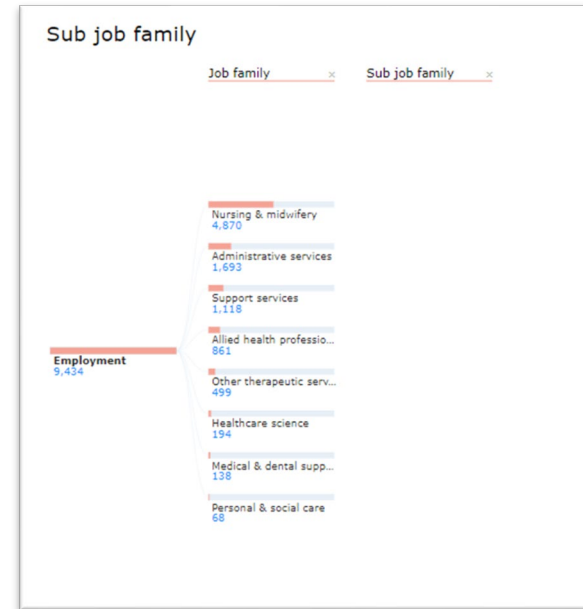 Sub job family
Job family ×
Sub job family ×
Employment
9,434
Nursing & midwifery
4,870
Administrative services
1,693
Support services
1,118
Allied health professio...
861
Other therapeutic serv...
499
Healthcare science
194
Medical & dental supp...
138
Personal & social care
68